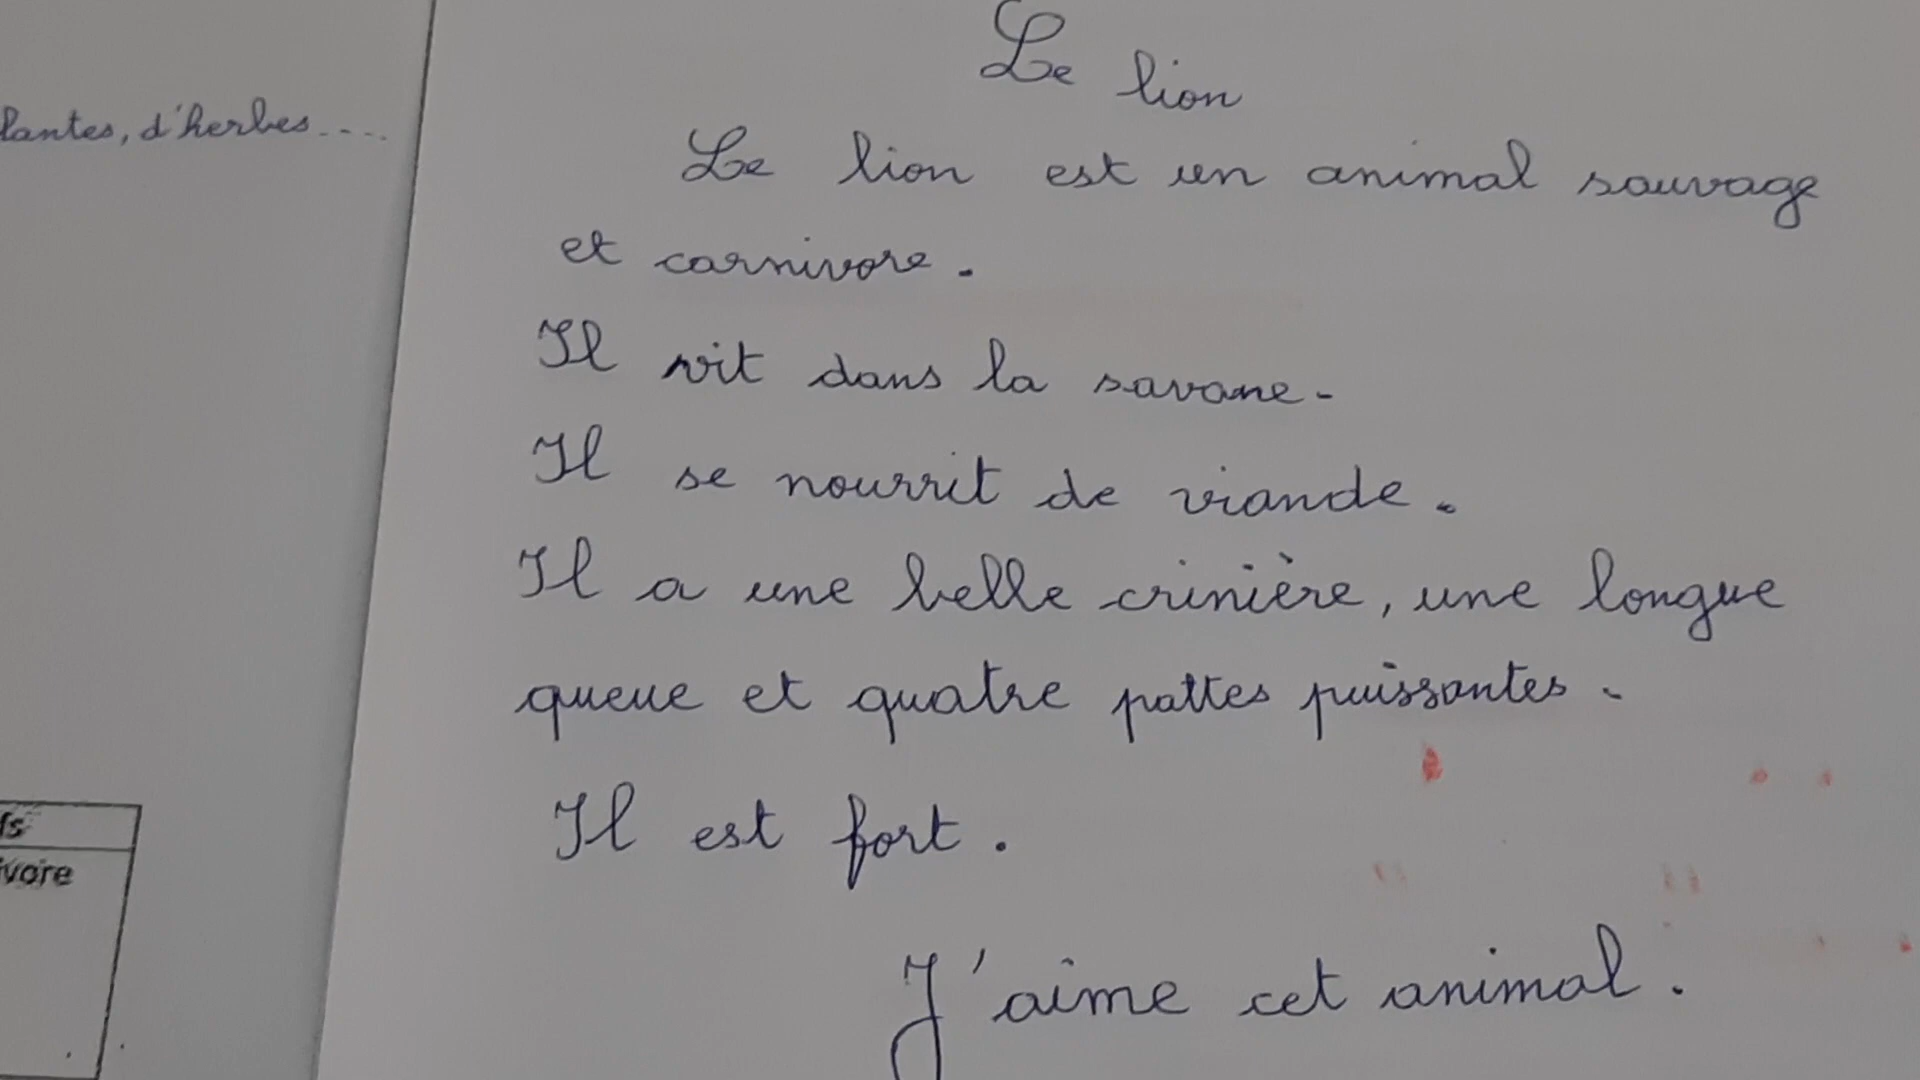 lantes, d'herbes....
Le lion
Le lion est un animal sauvage
et carnivore.
Il vit dans la savane.
Il se nourrit de viande.
Il a une belle crinière, une longue
queue et quatre pattes puissantes.
Il est fort.
J'aime cet animal.
fs
ivore